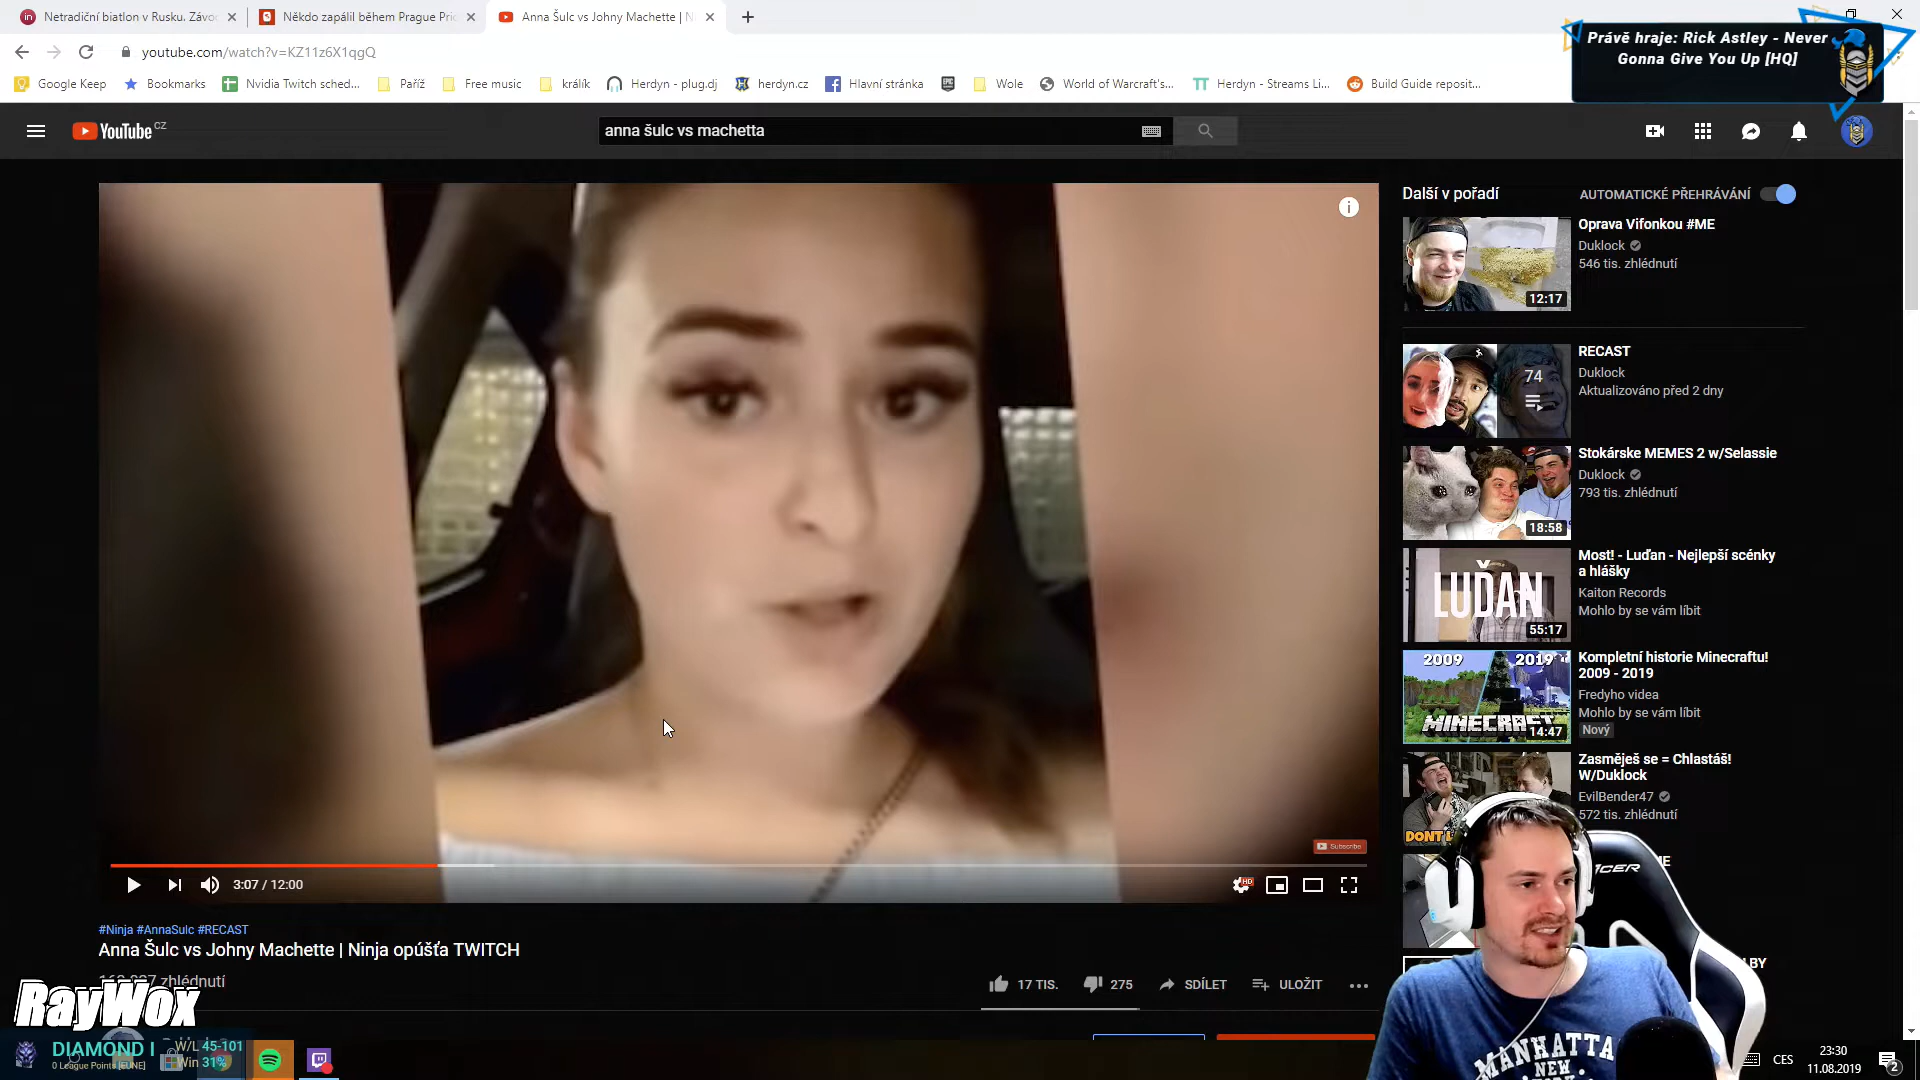 Netradiční biatlon v Rusku. Závo
Někdo zapálil během Prague Pric
Anna Šulc vs Johny Machette | N
youtube.com/watch?v=KZ11z6X1qgQ
Právě hraje: Rick Astley - Never
Gonna Give You Up [HQ]
Google Keep
Bookmarks
Nvidia Twitch sched...
Paříž
Free music
králík
Herdyn - plug.dj
herdyn.cz
Hlavní stránka
Wole
World of Warcraft's...
Herdyn - Streams Li...
Build Guide reposit...
YouTube CZ
anna šulc vs machetta
Další v pořadí
AUTOMATICKÉ PŘEHRÁVÁNÍ
Oprava Vifonkou #ME
Duklock
546 tis. zhlédnutí
12:17
RECAST
Duklock
Aktualizováno před 2 dny
74
Stokárske MEMES 2 w/Selassie
Duklock
793 tis. zhlédnutí
18:58
Most! - Luďan - Nejlepší scénky
a hlášky
Kaiton Records
Mohlo by se vám líbit
LUĎAN
55:17
Kompletní historie Minecraftu!
2009 - 2019
Fredyho videa
Mohlo by se vám líbit
Nový
2009 2019
MINECRAFT
14:47
Zasměješ se = Chlastáš!
W/Duklock
EvilBender47
572 tis. zhlédnutí
DONT
Subscribe
3:07 / 12:00
HD
#Ninja #AnnaSulc #RECAST
Anna Šulc vs Johny Machette | Ninja opúšťa TWITCH
zhlédnutí
17 TIS.
275
SDÍLET
ULOŽIT
RayWox
DIAMOND I
0 League Points [EUNE]
W/L 45-101
Win 31%
MANHATTA
NEW
CES
23:30
11.08.2019
2